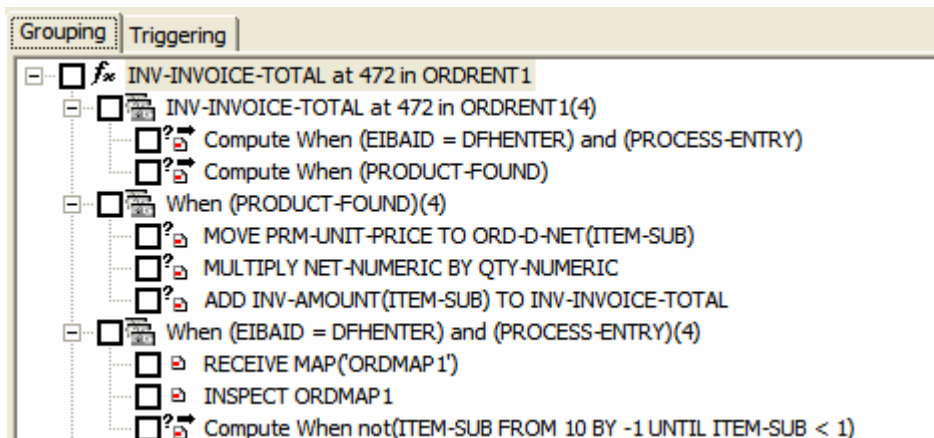 Grouping Triggering
fx INV-INVOICE-TOTAL at 472 in ORDRENT1
INV-INVOICE-TOTAL at 472 in ORDRENT1(4)
? Compute When (EIBAID = DFHENTER) and (PROCESS-ENTRY)
? Compute When (PRODUCT-FOUND)
When (PRODUCT-FOUND)(4)
? MOVE PRM-UNIT-PRICE TO ORD-D-NET(ITEM-SUB)
? MULTIPLY NET-NUMERIC BY QTY-NUMERIC
? ADD INV-AMOUNT(ITEM-SUB) TO INV-INVOICE-TOTAL
When (EIBAID = DFHENTER) and (PROCESS-ENTRY)(4)
RECEIVE MAP('ORDMAP1')
INSPECT ORDMAP1
? Compute When not(ITEM-SUB FROM 10 BY -1 UNTIL ITEM-SUB < 1)